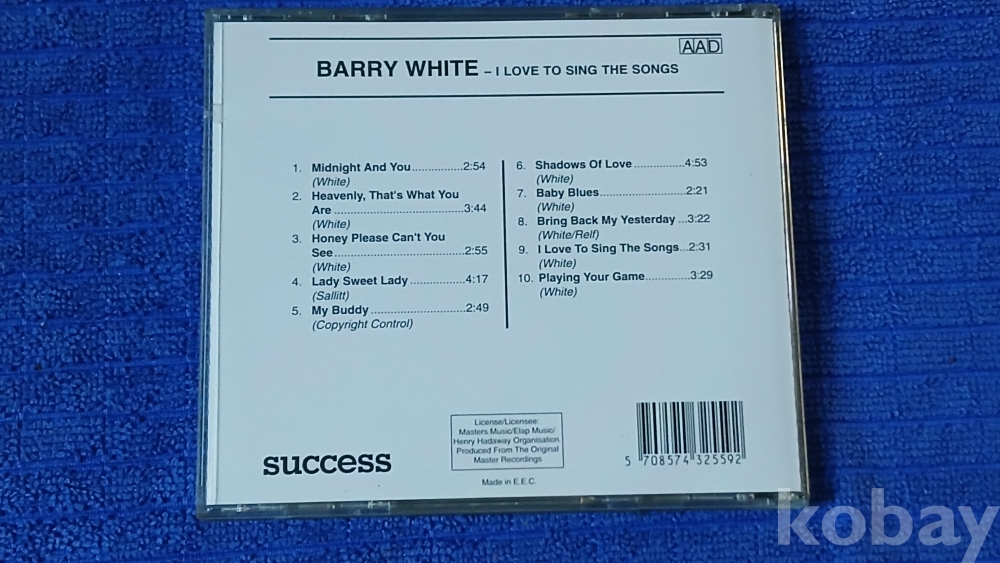 AAD
BARRY WHITE – I LOVE TO SING THE SONGS
1. Midnight And You..............2:54
(White)
2. Heavenly, That's What You
Are ......................................3:44
(White)
3. Honey Please Can't You
See......................................2:55
(White)
4. Lady Sweet Lady ................4:17
(Sallitt)
5. My Buddy ...........................2:49
(Copyright Control)
6. Shadows Of Love...............4:53
(White)
7. Baby Blues.........................2:21
(White)
8. Bring Back My Yesterday ...3:22
(White/Relf)
9. I Love To Sing The Songs...2:31
(White)
10. Playing Your Game.............3:29
(White)
License/Licensee:
Masters Music/Elap Music/
Henry Hadaway Organisation
Produced From The Original
Master Recordings
success
Made in E.E.C.
5 708574 325592
kobay